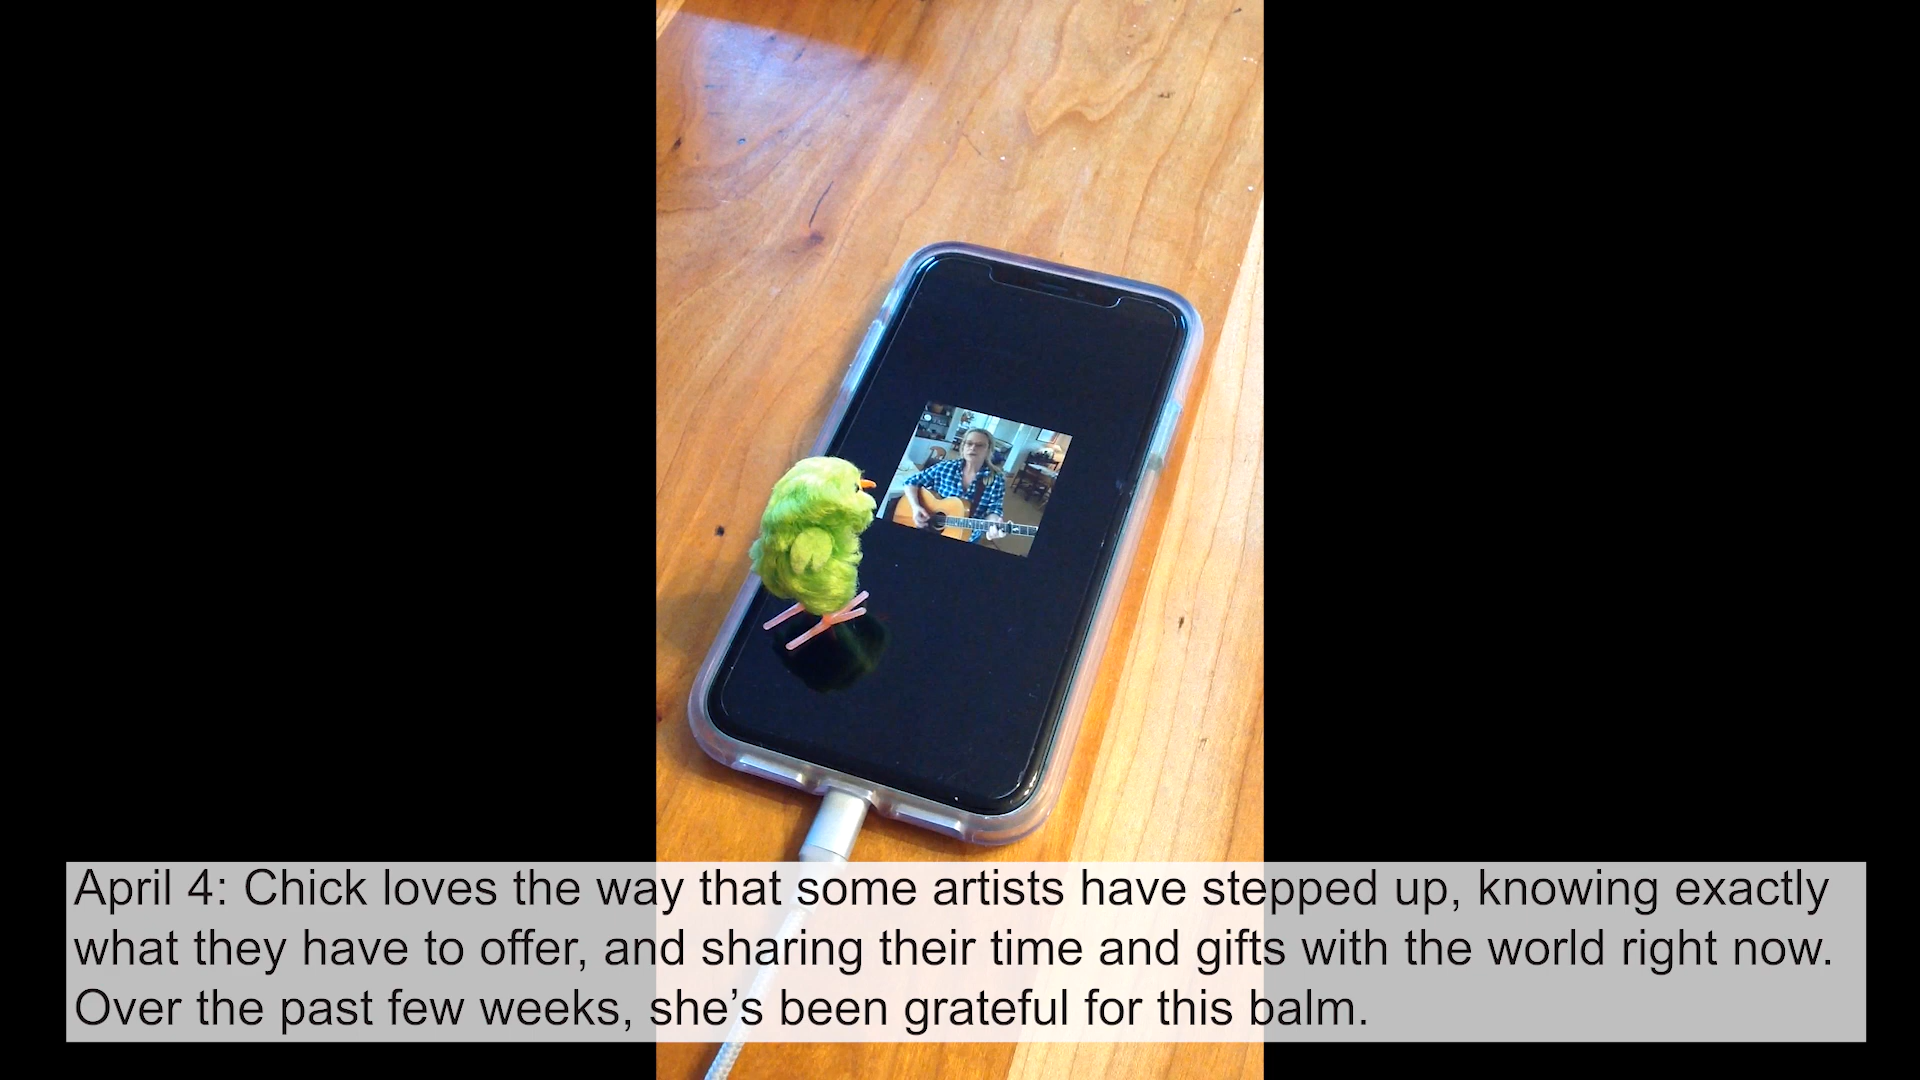 April 4: Chick loves the way that some artists have stepped up, knowing exactly
what they have to offer, and sharing their time and gifts with the world right now.
Over the past few weeks, she’s been grateful for this balm.